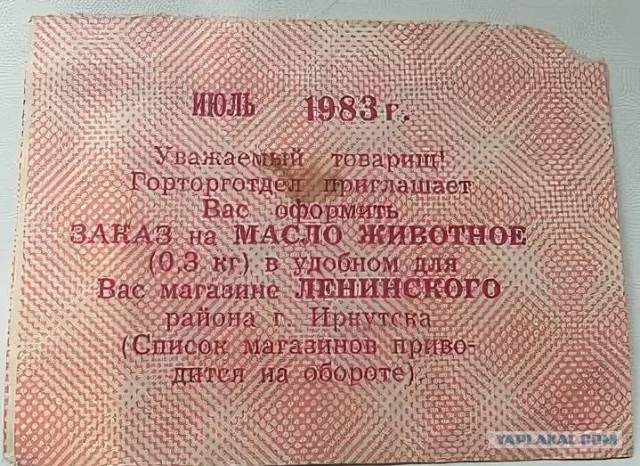 ИЮЛЬ 1983 г.
Уважаемый товарищ!
Горторготдел приглашает
Вас оформить
ЗАКАЗ на МАСЛО ЖИВОТНОЕ
(0,3 кг) в удобном для
Вас магазине ЛЕНИНСКОГО
района г. Иркутска
(Список магазинов приво-
дится на обороте).
YAPLAKAL.COM